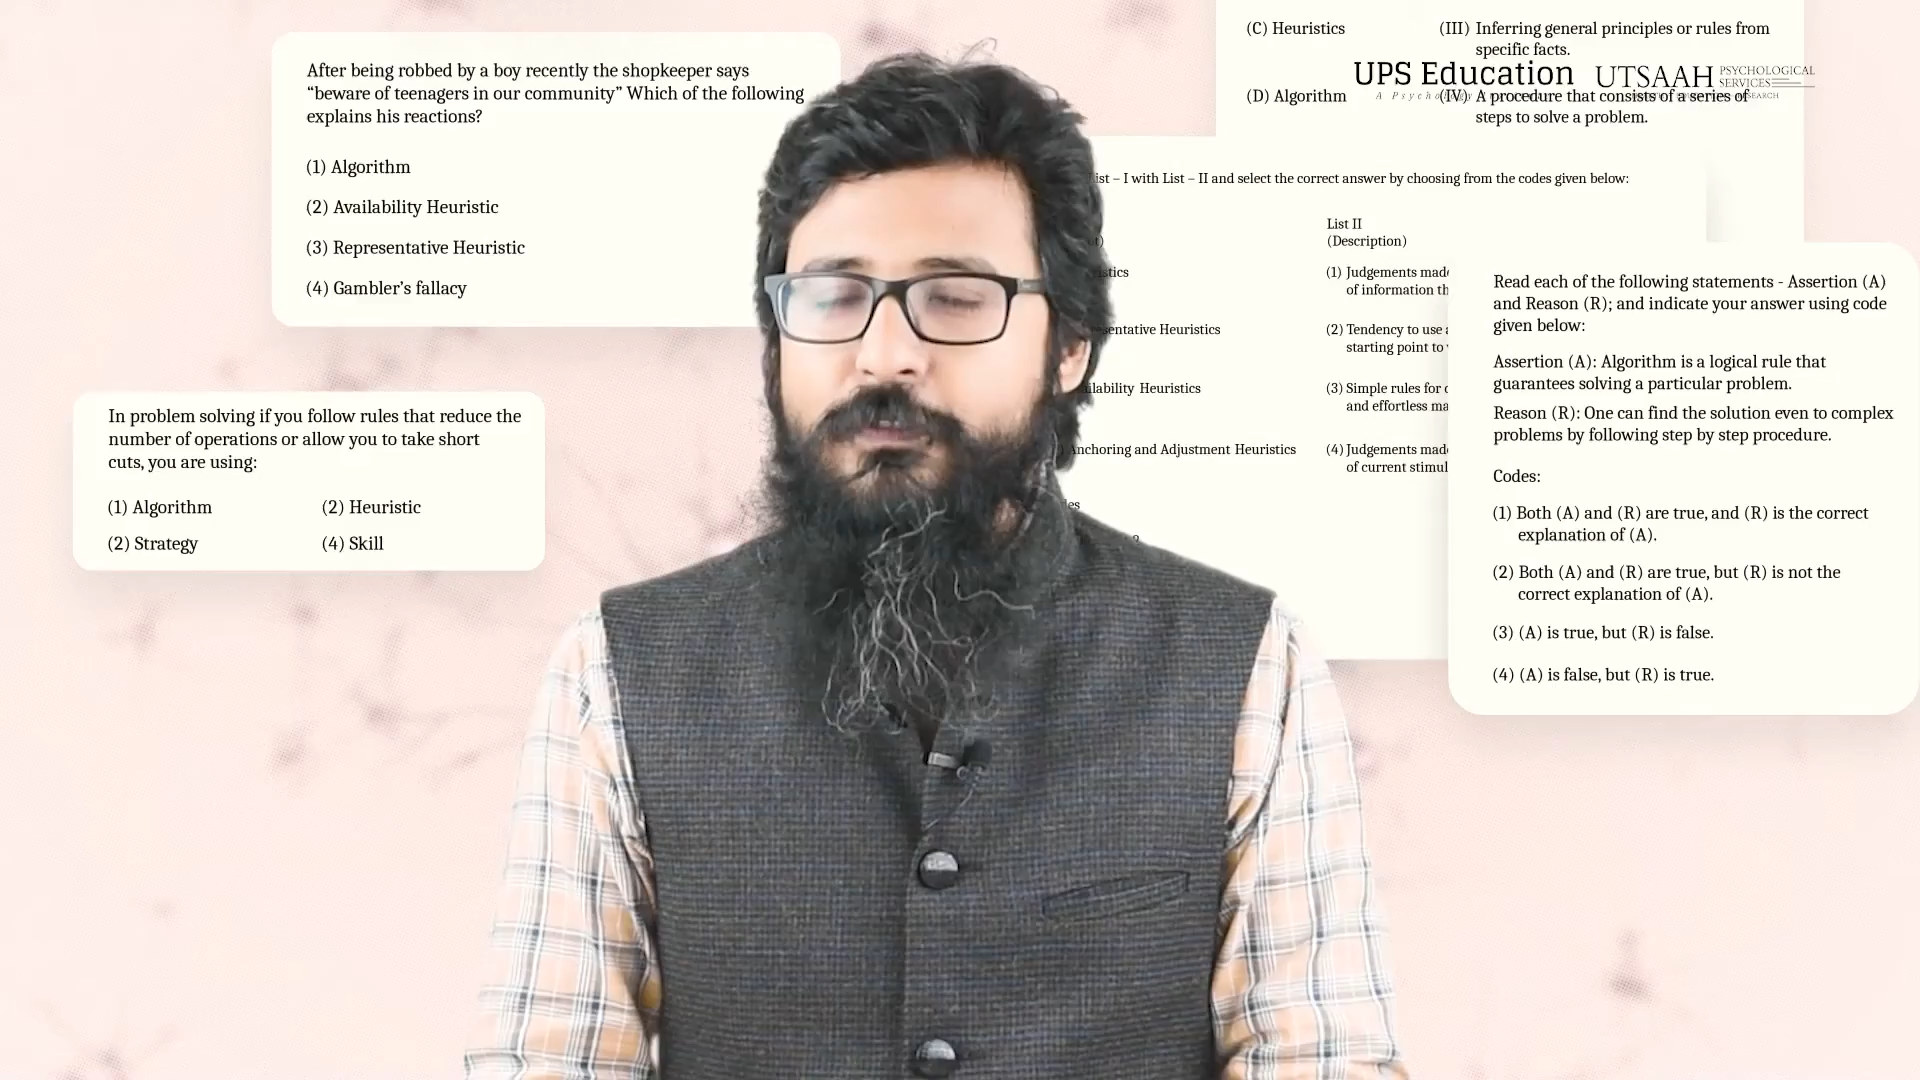 After being robbed by a boy recently the shopkeeper says
“beware of teenagers in our community” Which of the following
explains his reactions?
(1) Algorithm
(2) Availability Heuristic
(3) Representative Heuristic
(4) Gambler’s fallacy
In problem solving if you follow rules that reduce the
number of operations or allow you to take short
cuts, you are using:
(1) Algorithm (2) Heuristic
(2) Strategy (4) Skill
(C) Heuristics (III) Inferring general principles or rules from
specific facts.
UPS Education UTSAAH PSYCHOLOGICAL
SERVICES
(D) Algorithm (IV) A procedure that consists of a series of
steps to solve a problem.
List – I with List – II and select the correct answer by choosing from the codes given below:
List II
(Description)
(1) Judgements made
of information
(2) Tendency to use
starting point to
Heuristics
(3) Simple rules for
and effortless
Heuristics
Anchoring and Adjustment Heuristics (4) Judgements made
of current
Read each of the following statements - Assertion (A)
and Reason (R); and indicate your answer using code
given below:
Assertion (A): Algorithm is a logical rule that
guarantees solving a particular problem.
Reason (R): One can find the solution even to complex
problems by following step by step procedure.
Codes:
(1) Both (A) and (R) are true, and (R) is the correct
explanation of (A).
(2) Both (A) and (R) are true, but (R) is not the
correct explanation of (A).
(3) (A) is true, but (R) is false.
(4) (A) is false, but (R) is true.